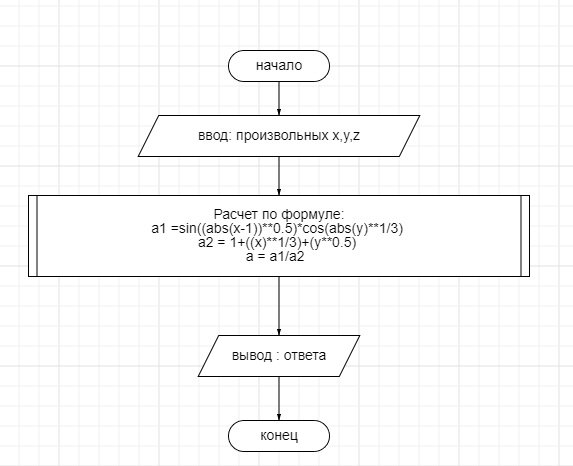 начало
ввод: произвольных x,y,z
Расчет по формуле:
a1 =sin((abs(x-1))**0.5)*cos(abs(y)**1/3)
a2 = 1+((x)**1/3)+(y**0.5)
a = a1/a2
вывод : ответа
конец